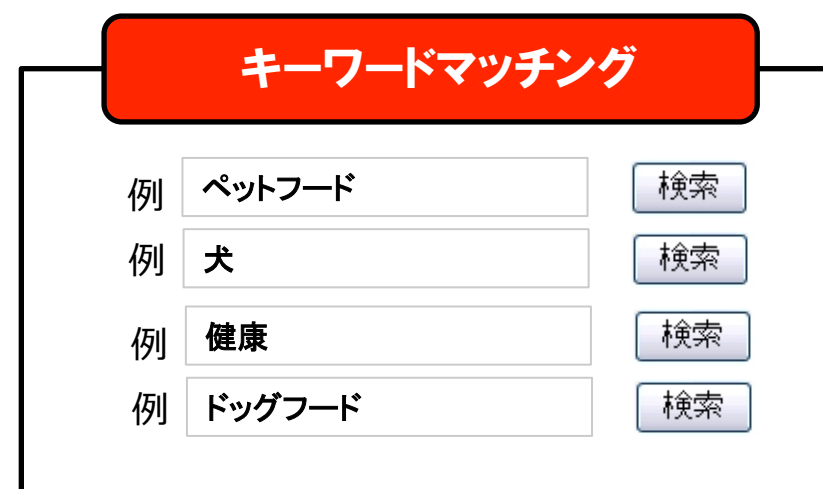 キーワードマッチング
例 ペットフード 検索
例 犬 検索
例 健康 検索
例 ドッグフード 検索